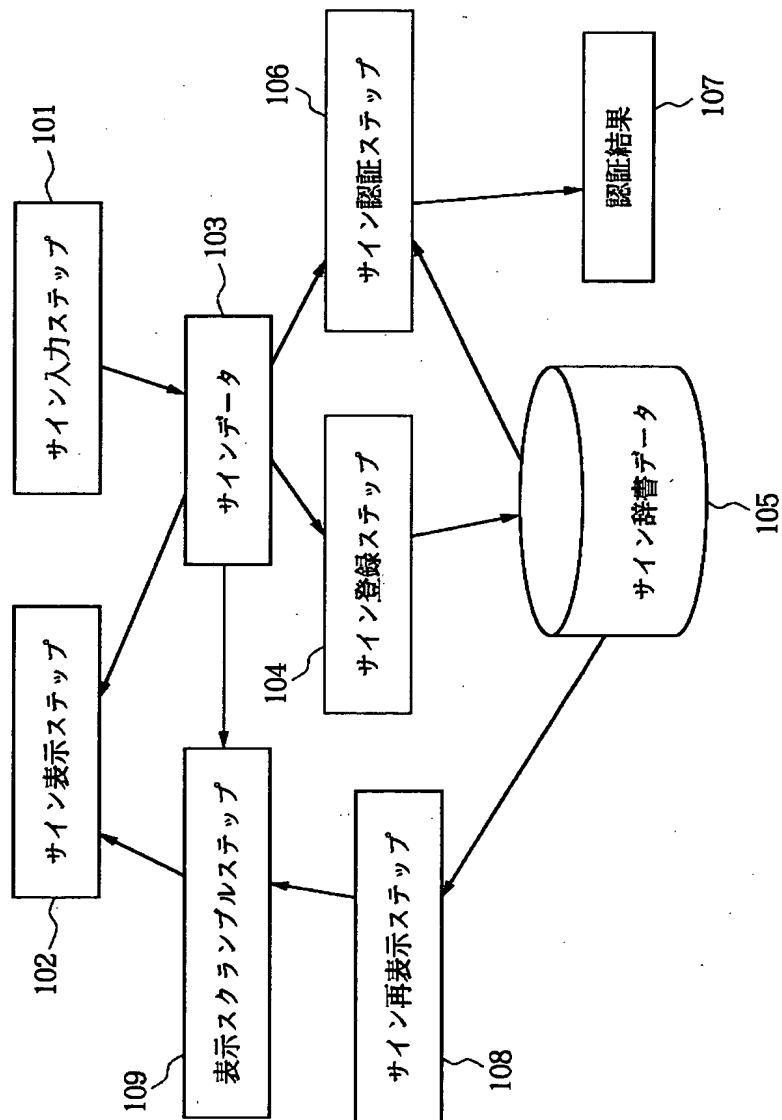 101
サイン入力ステップ
サイン表示ステップ
102
103
サインデータ
106
サイン認証ステップ
104
サイン登録ステップ
表示スクランブルステップ
109
サイン再表示ステップ
108
サイン辞書データ
105
認証結果
107